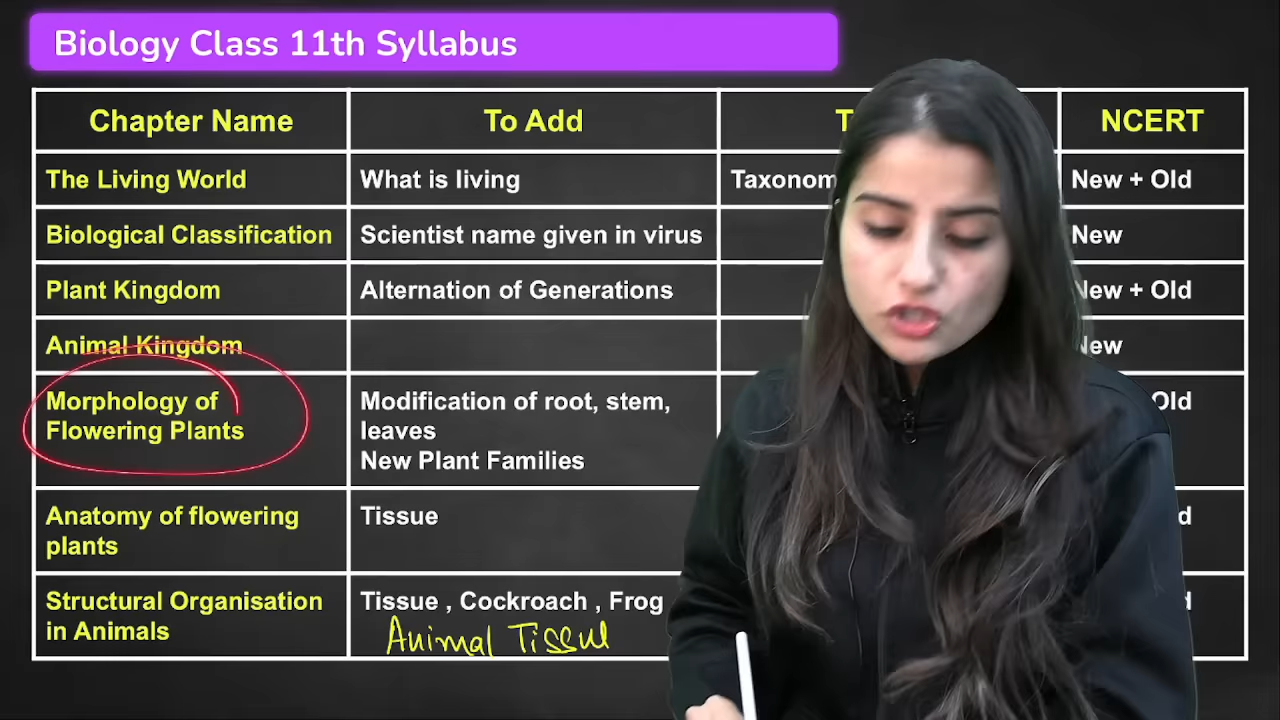 Biology Class 11th Syllabus
Chapter Name To Add NCERT
The Living World What is living New + Old
Biological Classification Scientist name given in virus New
Plant Kingdom Alternation of Generations New + Old
Animal Kingdom New
Morphology of
Flowering Plants
Modification of root, stem,
leaves
New Plant Families
Old
Anatomy of flowering
plants
Tissue
Structural Organisation
in Animals
Tissue , Cockroach , Frog
Animal Tissue